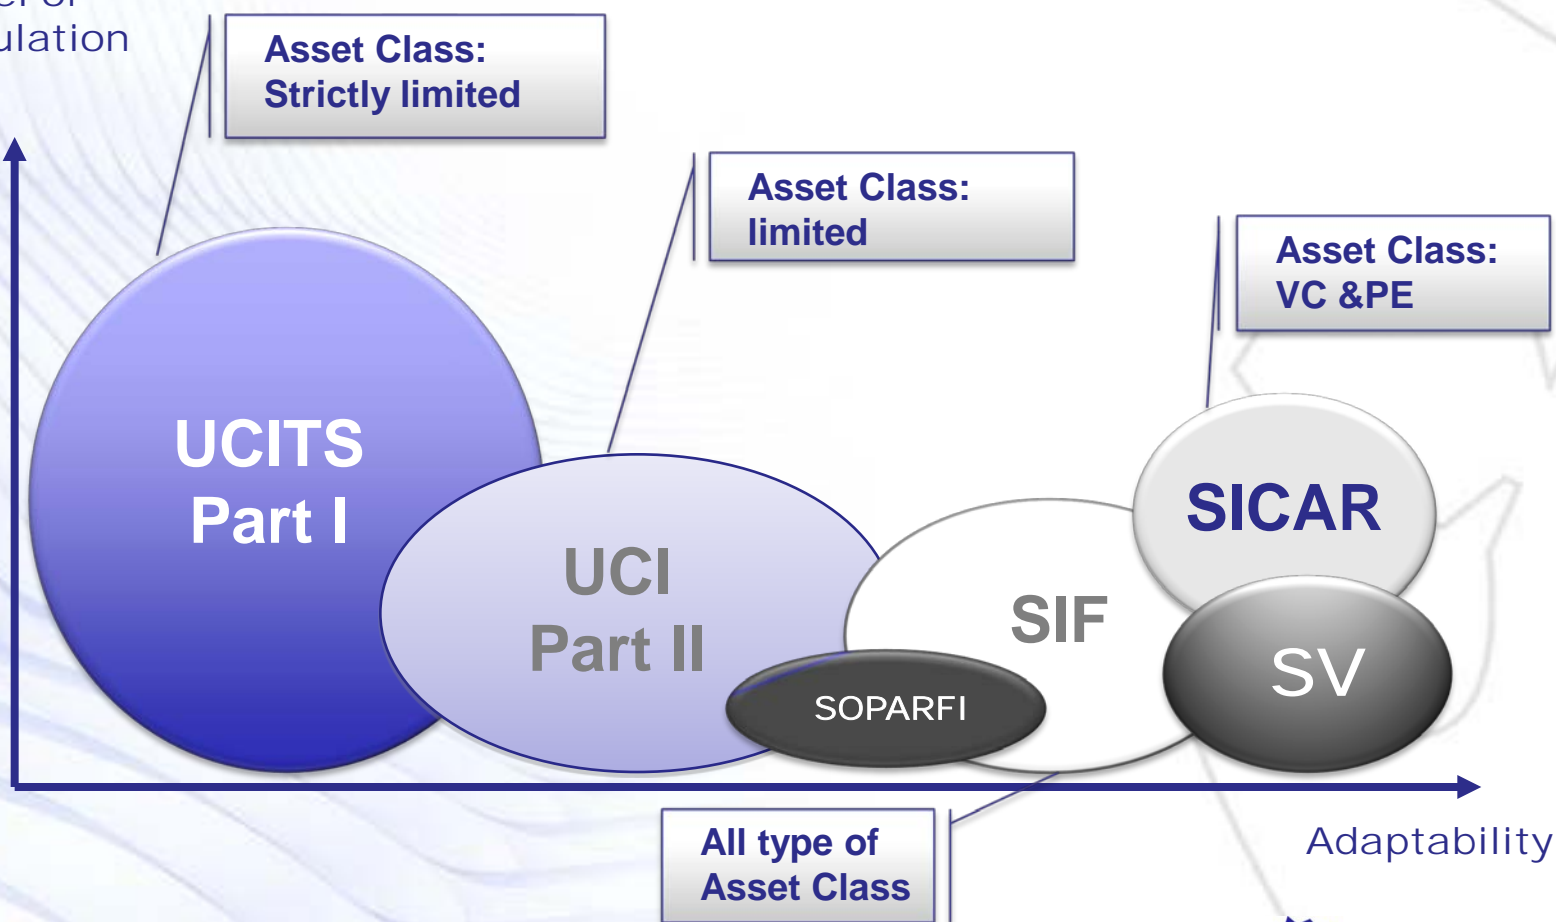 ulation
Asset Class:
Strictly limited
Asset Class:
limited
Asset Class:
VC &PE
UCITS
Part I
UCI
Part II
SIF
SICAR
SV
SOPARFI
All type of
Asset Class
Adaptability